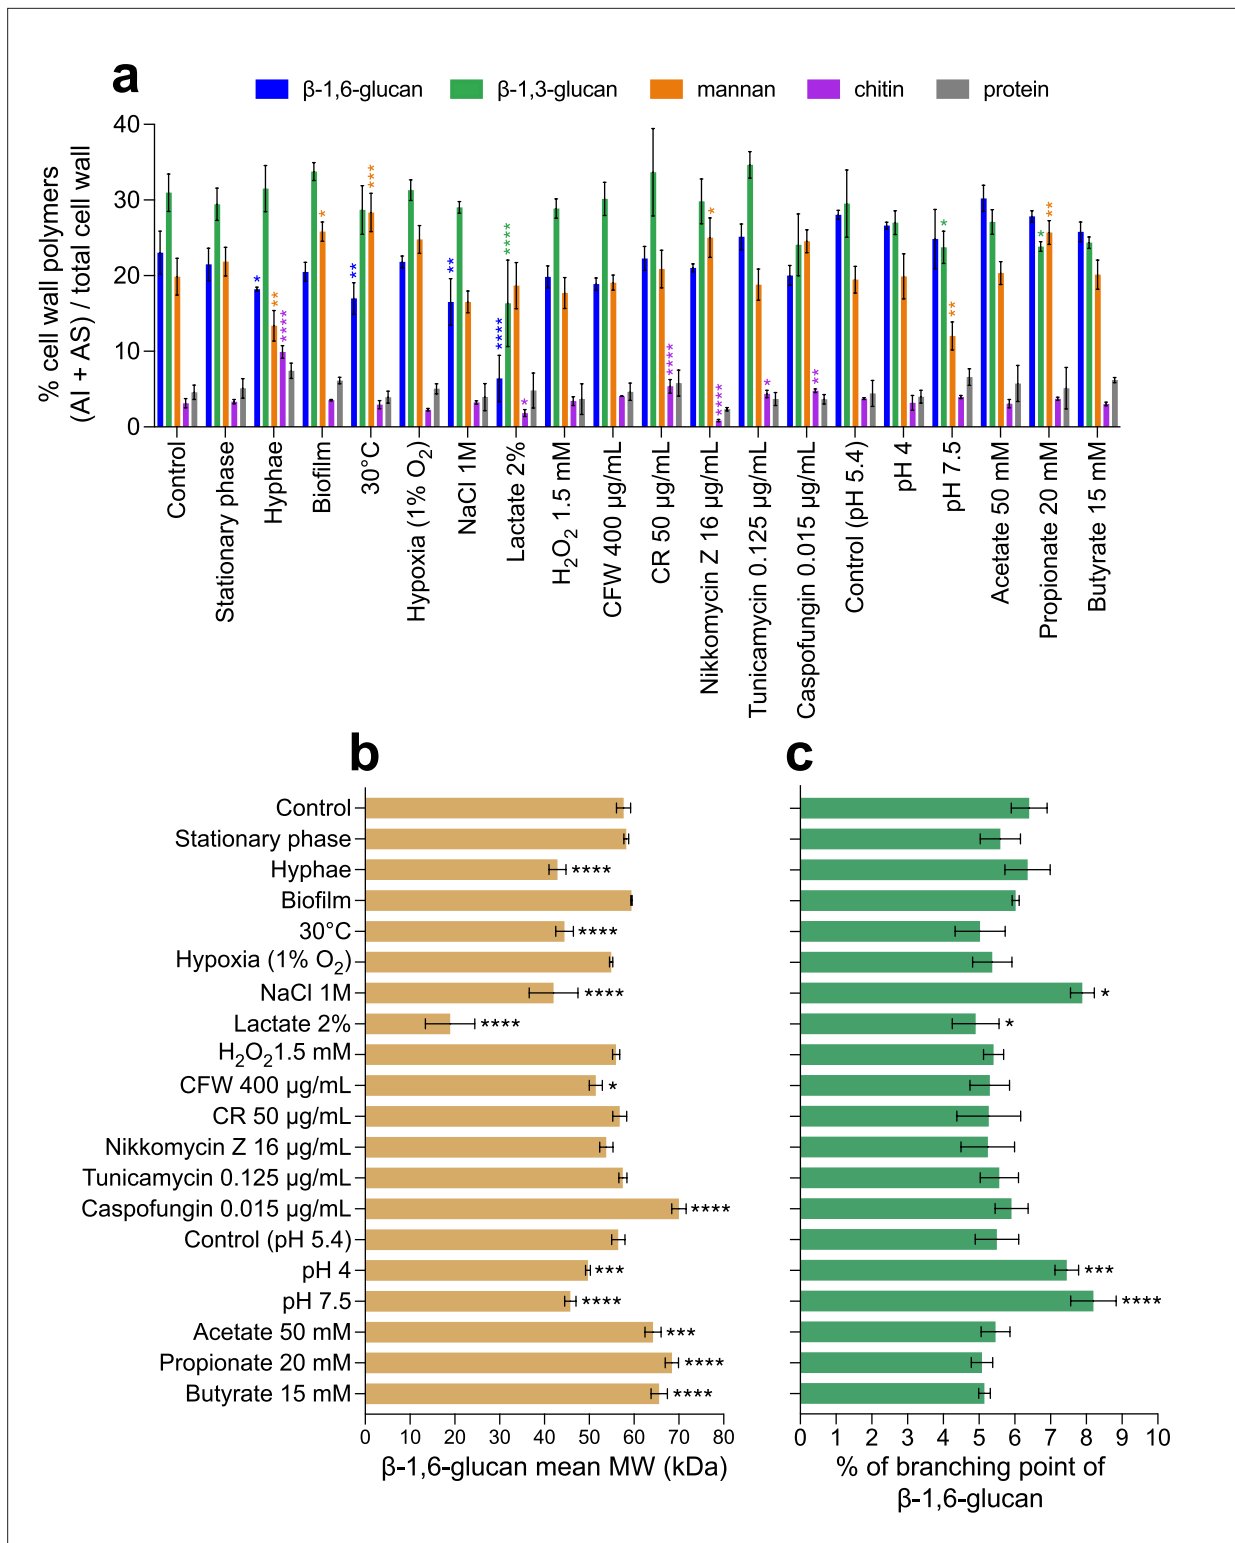 a
β-1,6-glucan β-1,3-glucan mannan chitin protein
% cell wall polymers
(AI + AS) / total cell wall
40
30
20
10
0
* ** **** * **** ** * *** ** **** **** * **** * **** * ** * ** * **
Control
Stationary phase
Hyphae
Biofilm
30°C
Hypoxia (1% O2)
NaCl 1M
Lactate 2%
H2O2 1.5 mM
CFW 400 µg/mL
CR 50 µg/mL
Nikkomycin Z 16 µg/mL
Tunicamycin 0.125 µg/mL
Caspofungin 0.015 µg/mL
Control (pH 5.4)
pH 4
pH 7.5
Acetate 50 mM
Propionate 20 mM
Butyrate 15 mM
b
Control
Stationary phase
Hyphae ****
Biofilm
30°C ****
Hypoxia (1% O2)
NaCl 1M ****
Lactate 2% ****
H2O2 1.5 mM
CFW 400 µg/mL *
CR 50 µg/mL
Nikkomycin Z 16 µg/mL
Tunicamycin 0.125 µg/mL
Caspofungin 0.015 µg/mL ****
Control (pH 5.4)
pH 4 ***
pH 7.5 ****
Acetate 50 mM ***
Propionate 20 mM ****
Butyrate 15 mM ****
0 10 20 30 40 50 60 70 80
β-1,6-glucan mean MW (kDa)
c
*
*
***
****
0 1 2 3 4 5 6 7 8 9 10
% of branching point of
β-1,6-glucan